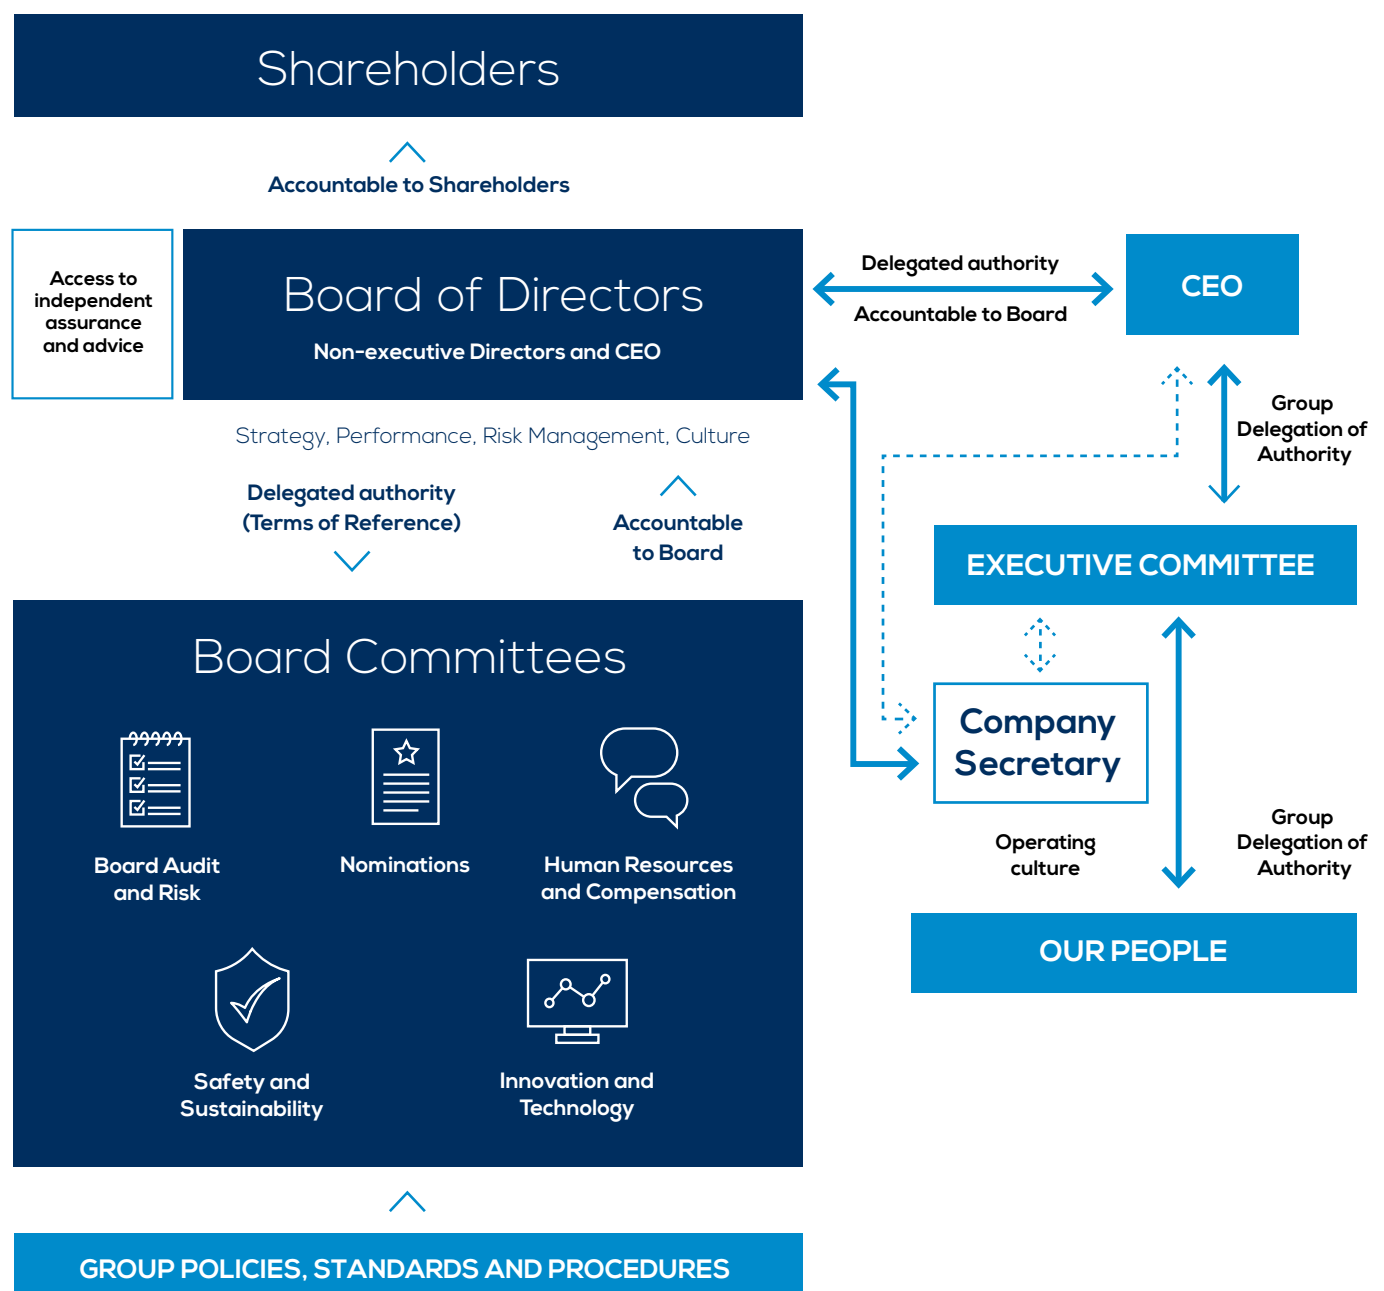 Shareholders
Accountable to Shareholders
Access to
independent
assurance
and advice
Board of Directors
Non-executive Directors and CEO
Delegated authority
Accountable to Board
CEO
Strategy, Performance, Risk Management, Culture
Delegated authority
(Terms of Reference)
Accountable
to Board
Group
Delegation of
Authority
EXECUTIVE COMMITTEE
Company
Secretary
Operating
culture
Group
Delegation of
Authority
OUR PEOPLE
Board Committees
Board Audit
and Risk
Nominations
Human Resources
and Compensation
Safety and
Sustainability
Innovation and
Technology
GROUP POLICIES, STANDARDS AND PROCEDURES